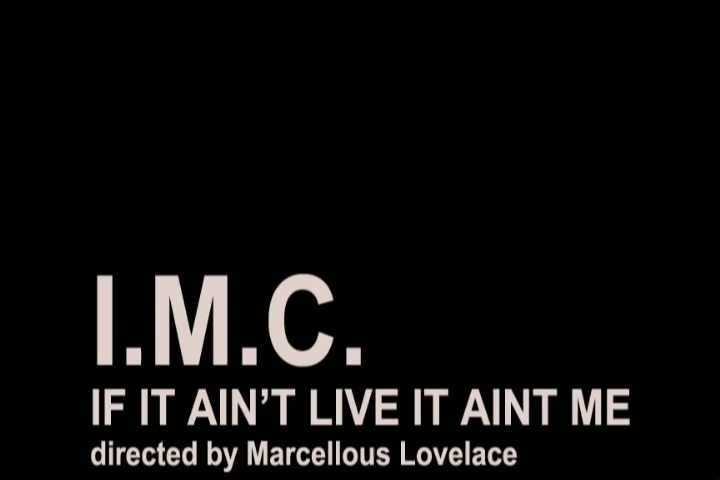 I.M.C.
IF IT AIN’T LIVE IT AINT ME
directed by Marcellous Lovelace